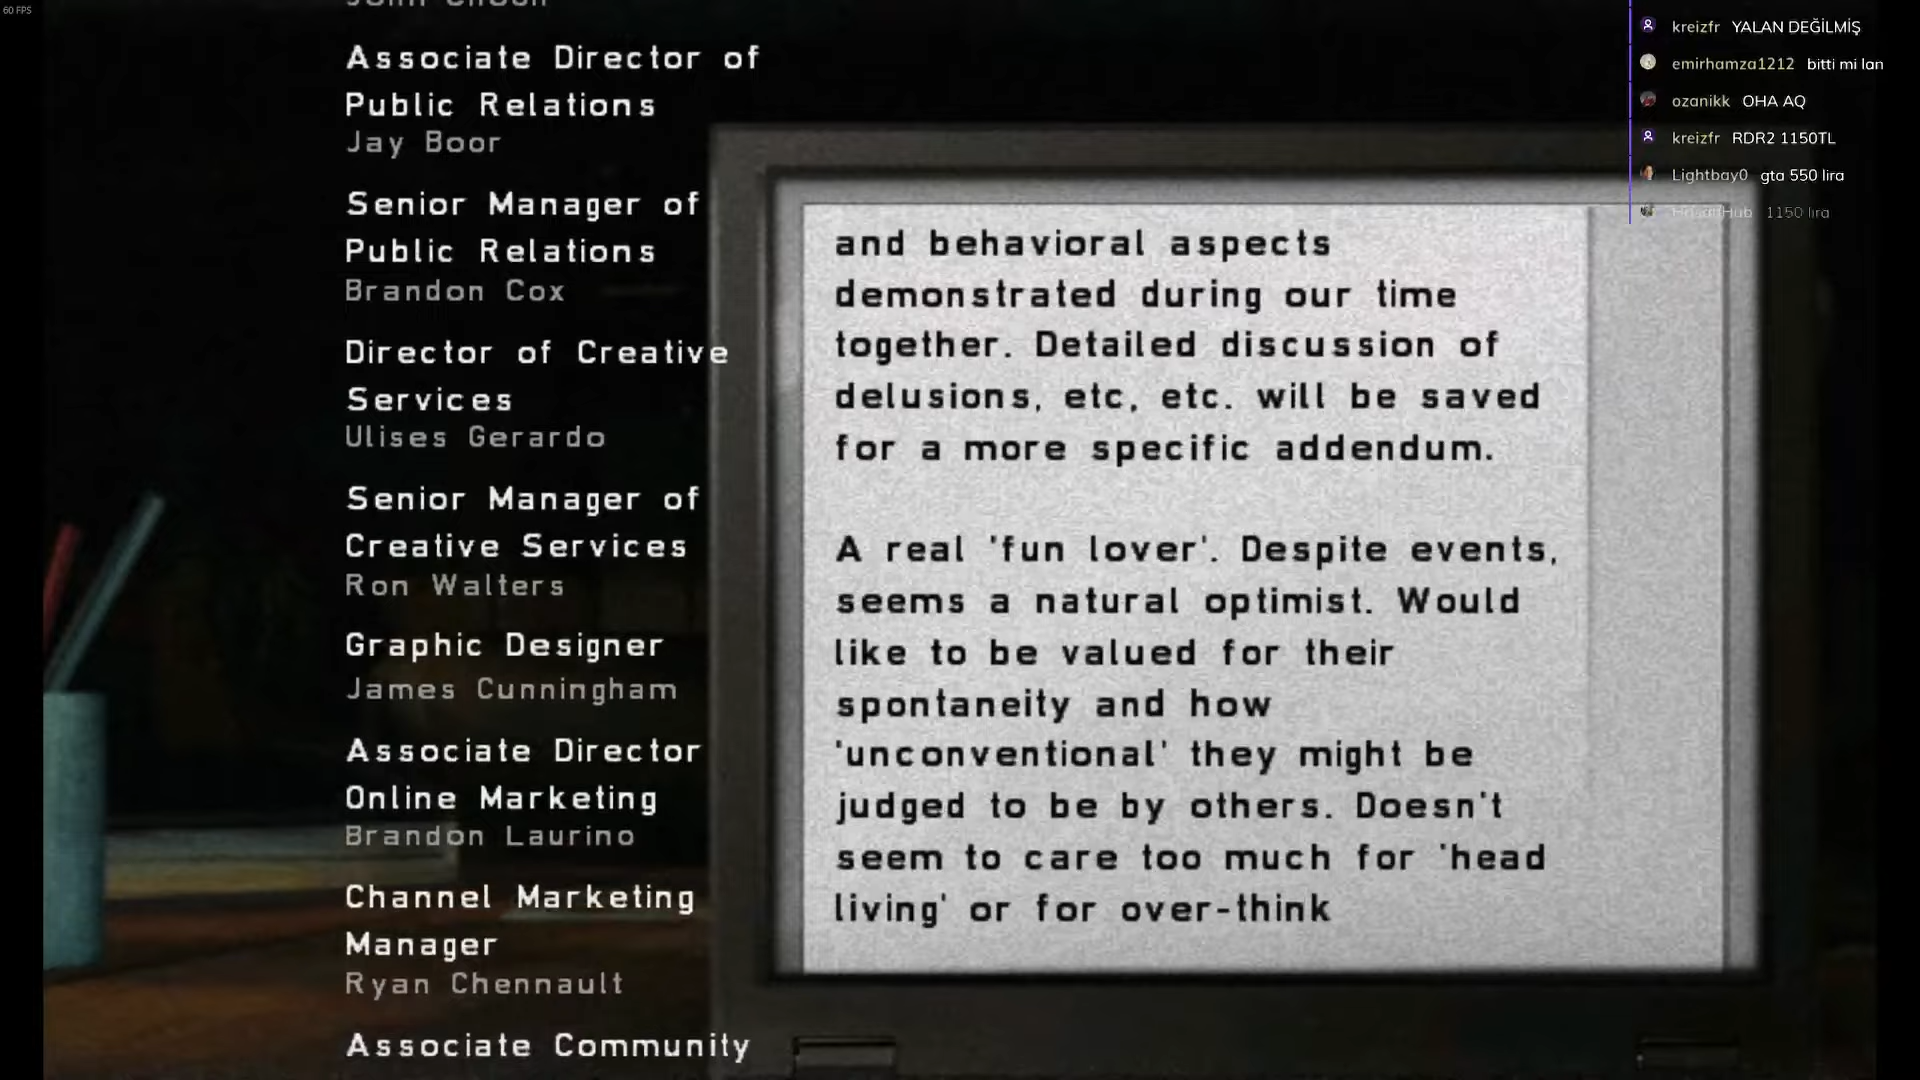 60 FPS
Associate Director of
Public Relations
Jay Boor
Senior Manager of
Public Relations
Brandon Cox
Director of Creative
Services
Ulises Gerardo
Senior Manager of
Creative Services
Ron Walters
Graphic Designer
James Cunningham
Associate Director
Online Marketing
Brandon Laurino
Channel Marketing
Manager
Ryan Chennault
Associate Community
and behavioral aspects
demonstrated during our time
together. Detailed discussion of
delusions, etc, etc. will be saved
for a more specific addendum.
A real 'fun lover'. Despite events,
seems a natural optimist. Would
like to be valued for their
spontaneity and how
'unconventional' they might be
judged to be by others. Doesn't
seem to care too much for 'head
living' or for over-think
kreizfr YALAN DEĞİLMİŞ
emirhamza1212 bitti mi lan
ozanikk OHA AQ
kreizfr RDR2 1150TL
Lightbay0 gta 550 lira
1150 lira